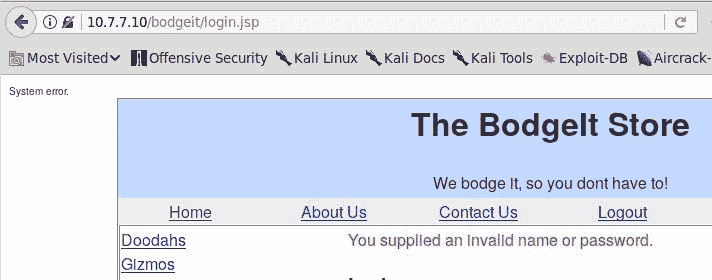 10.7.7.10/bodgeit/login.jsp
Most Visited Offensive Security Kali Linux Kali Docs Kali Tools Exploit-DB Aircrack-
System error.
The BodgeIt Store
We bodge it, so you dont have to!
Home About Us Contact Us Logout
Doodahs You supplied an invalid name or password.
Gizmos